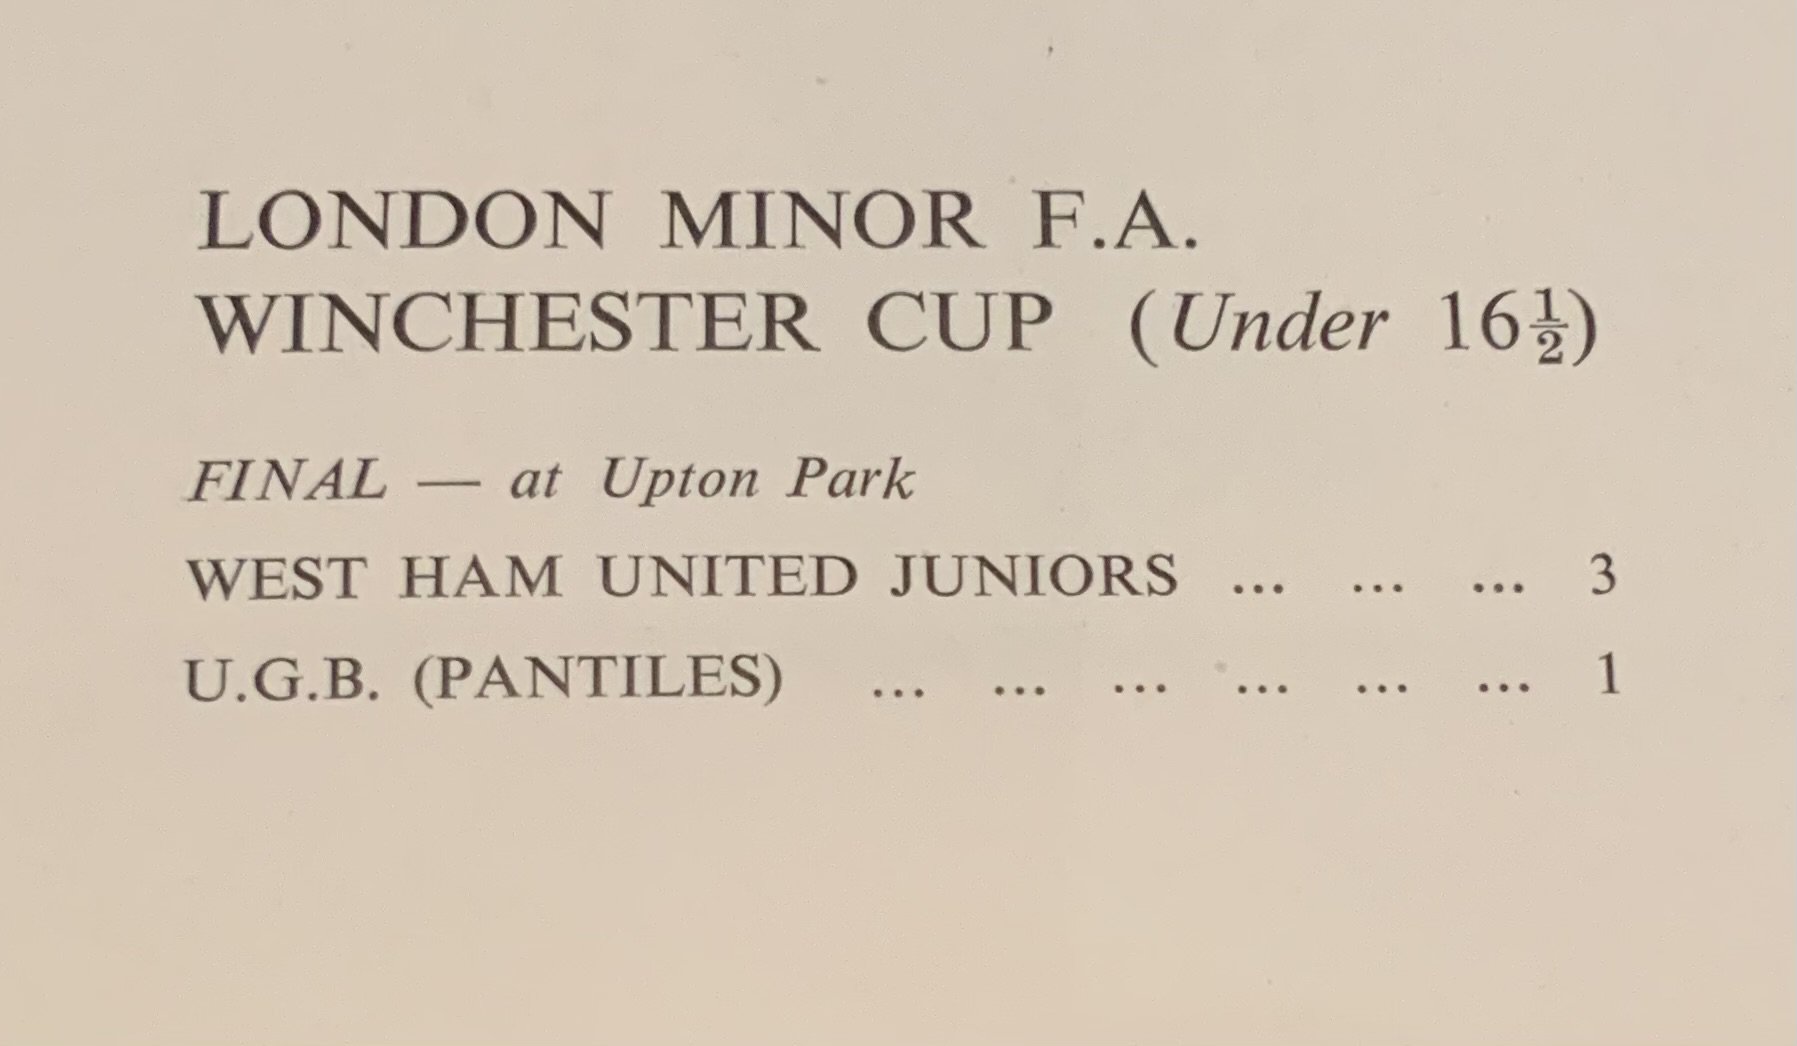 LONDON MINOR F.A.
WINCHESTER CUP (Under 16½)
FINAL — at Upton Park
WEST HAM UNITED JUNIORS ... ... ... 3
U.G.B. (PANTILES) ... ... ... ... ... ... 1